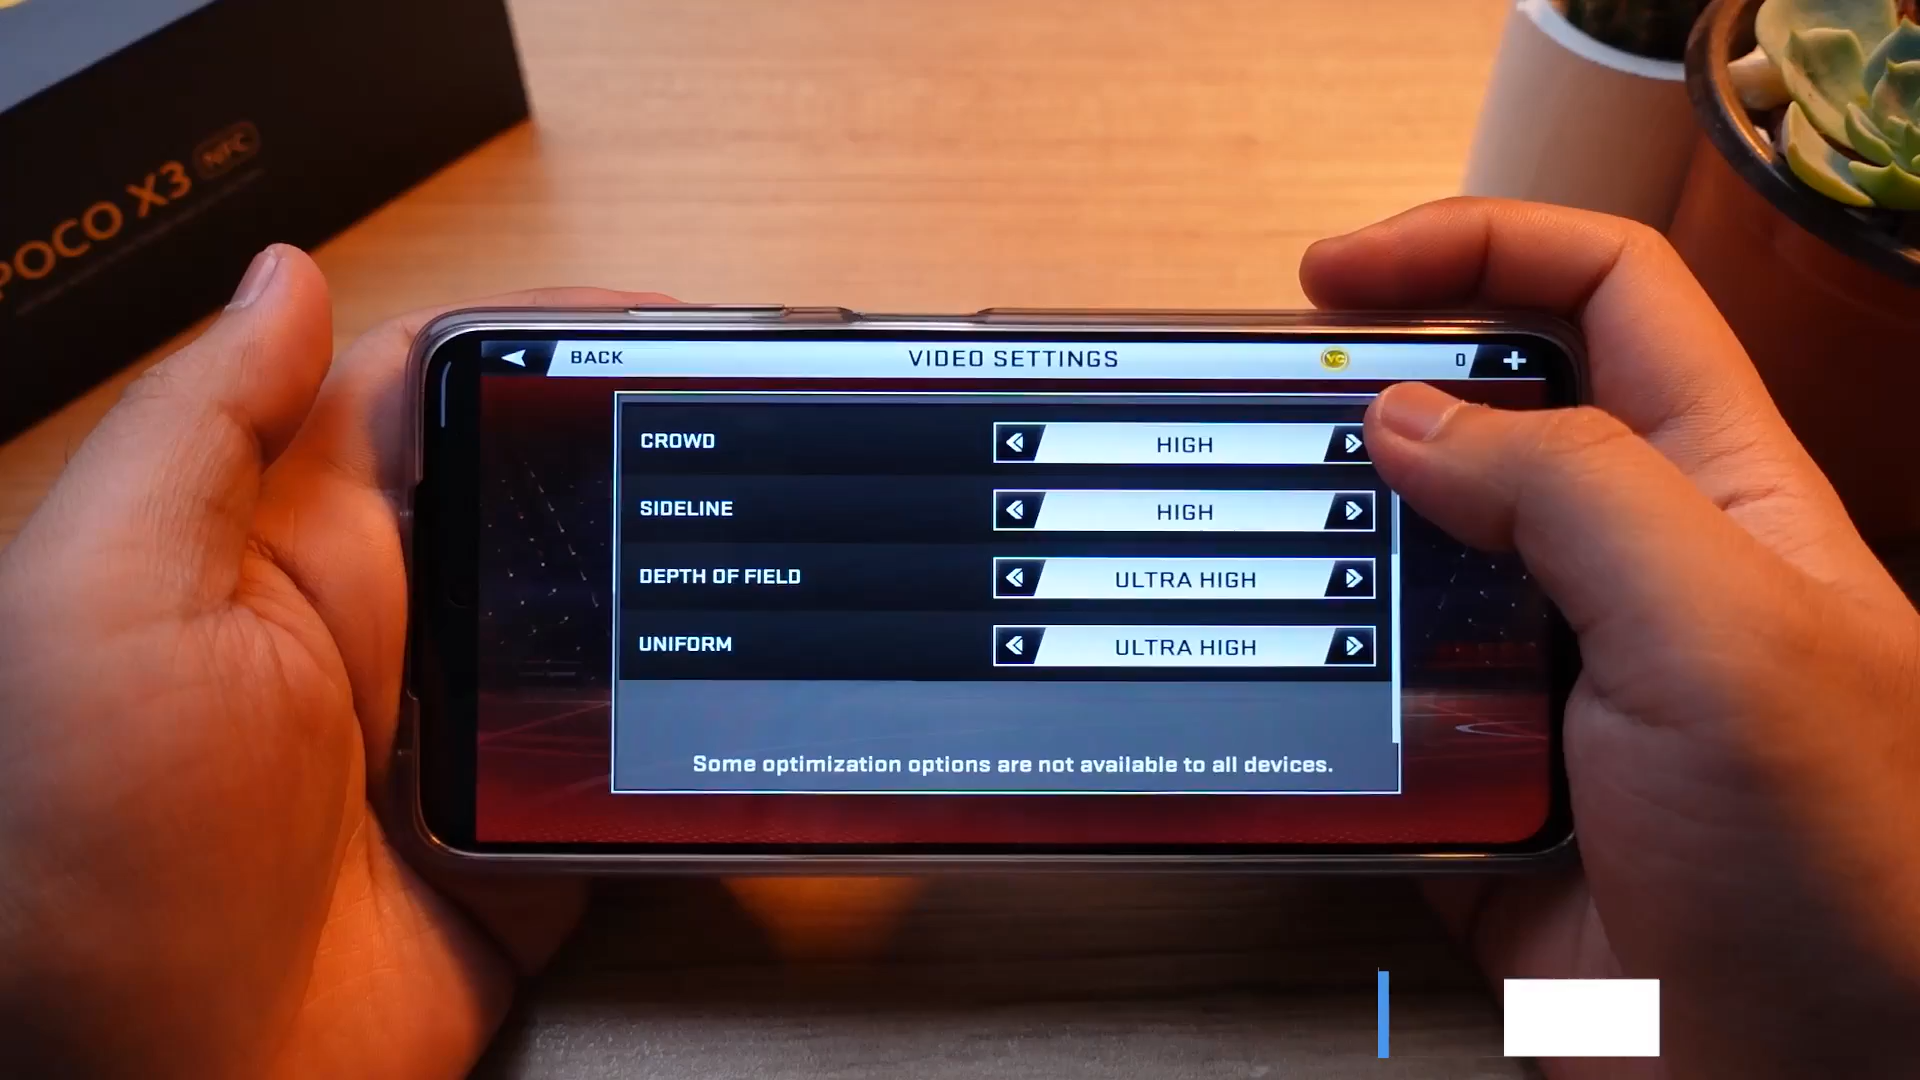 POCO X3 NFC
BACK
VIDEO SETTINGS
VC
0
CROWD
HIGH
SIDELINE
HIGH
DEPTH OF FIELD
ULTRA HIGH
UNIFORM
ULTRA HIGH
Some optimization options are not available to all devices.